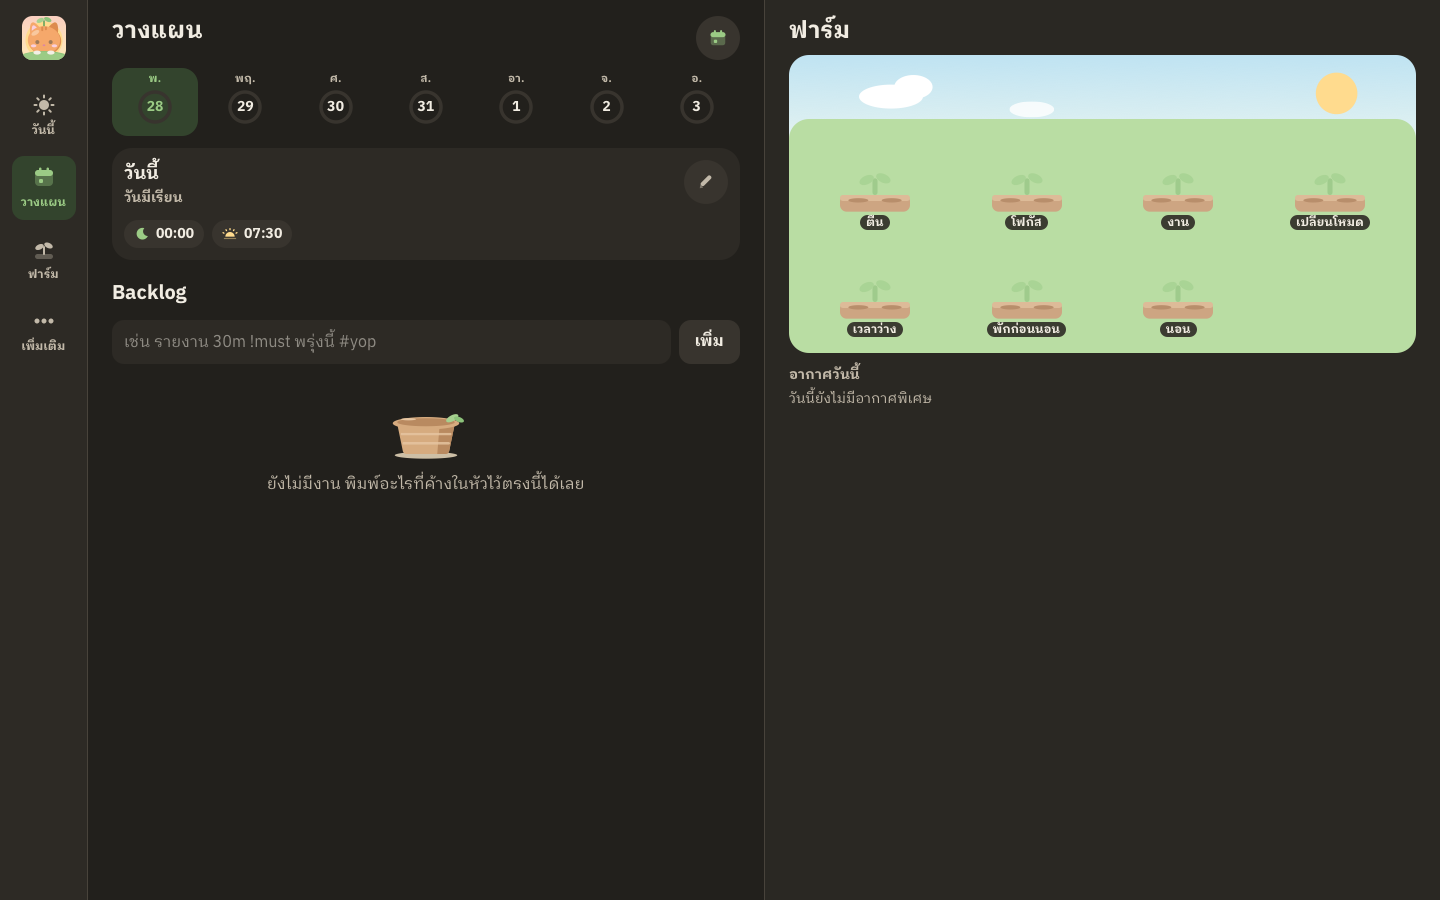 วันนี้
วางแผน
ฟาร์ม
เพิ่มเติม
วางแผน
พ. พฤ. ศ. ส. อา. จ. อ.
28 29 30 31 1 2 3
วันนี้
วันมีเรียน
00:00 07:30
Backlog
เช่น รายงาน 30m !must พรุ่งนี้ #yop
เพิ่ม
ยังไม่มีงาน พิมพ์อะไรที่ค้างในหัวไว้ตรงนี้ได้เลย
ฟาร์ม
ตื่น โฟกัส งาน เปลี่ยนโหมด
เวลาว่าง พักก่อนนอน นอน
อากาศวันนี้
วันนี้ยังไม่มีอากาศพิเศษ